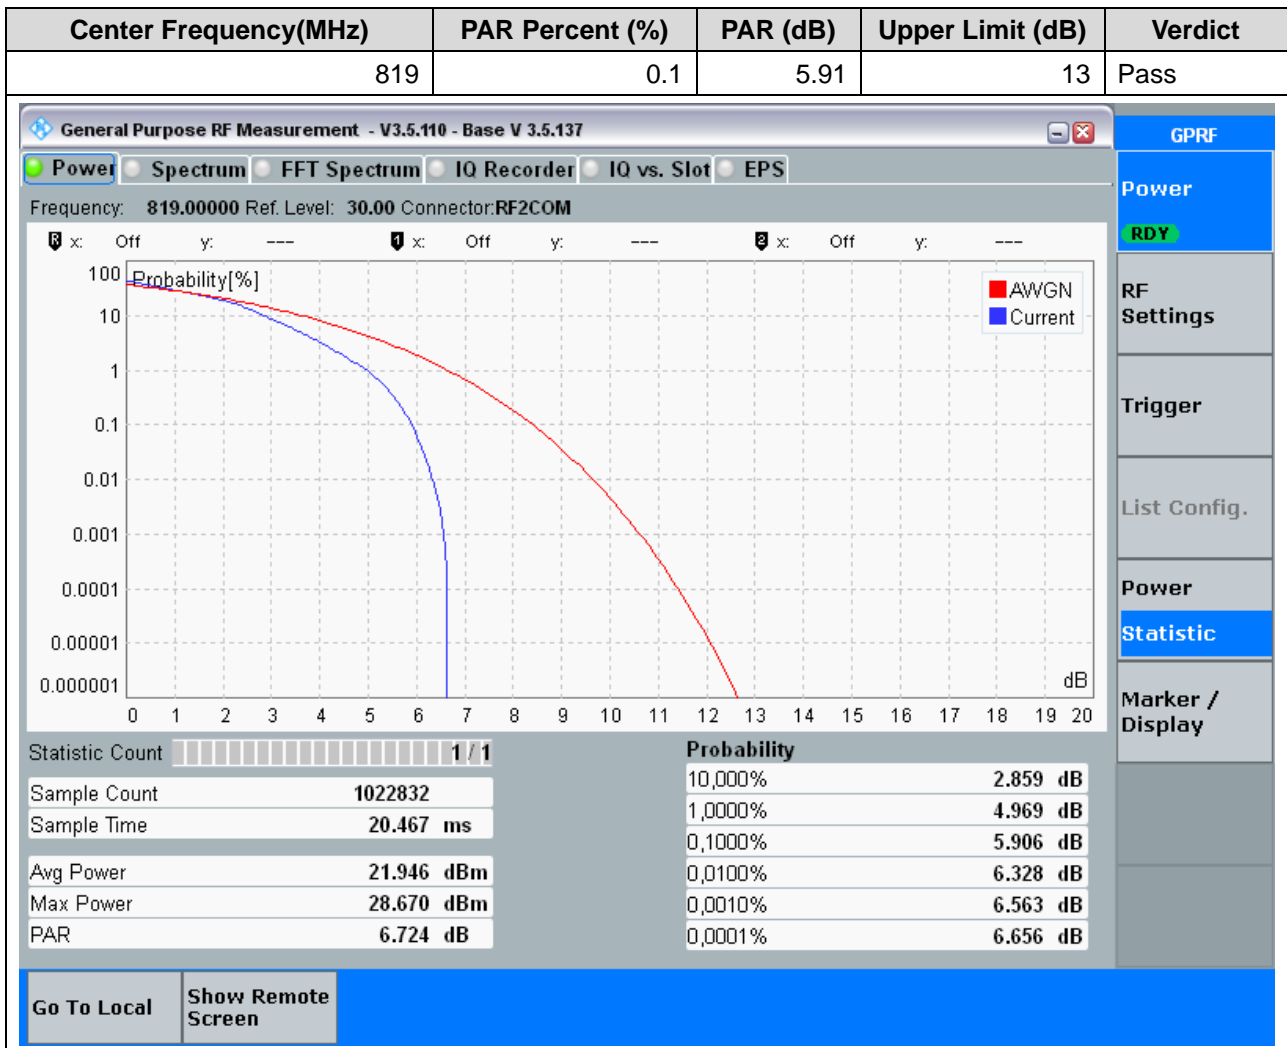 Center Frequency(MHz) PAR Percent (%) PAR (dB) Upper Limit (dB) Verdict
819 0.1 5.91 13 Pass
General Purpose RF Measurement - V3.5.110 - Base V 3.5.137
GPRF
Power Spectrum FFT Spectrum IQ Recorder IQ vs. Slot EPS
Power
RDY
Frequency: 819.00000 Ref. Level: 30.00 Connector:RF2COM
R x: Off y: --- 1 x: Off y: --- 2 x: Off y: ---
Probability[%]
AWGN
Current
100
10
1
0.1
0.01
0.001
0.0001
0.00001
0.000001
dB
0 1 2 3 4 5 6 7 8 9 10 11 12 13 14 15 16 17 18 19 20
RF
Settings
Trigger
List Config.
Power
Statistic
Marker /
Display
Statistic Count 1 / 1
Sample Count 1022832
Sample Time 20.467 ms
Avg Power 21.946 dBm
Max Power 28.670 dBm
PAR 6.724 dB
Probability
10,000% 2.859 dB
1,0000% 4.969 dB
0,1000% 5.906 dB
0,0100% 6.328 dB
0,0010% 6.563 dB
0,0001% 6.656 dB
Go To Local
Show Remote
Screen